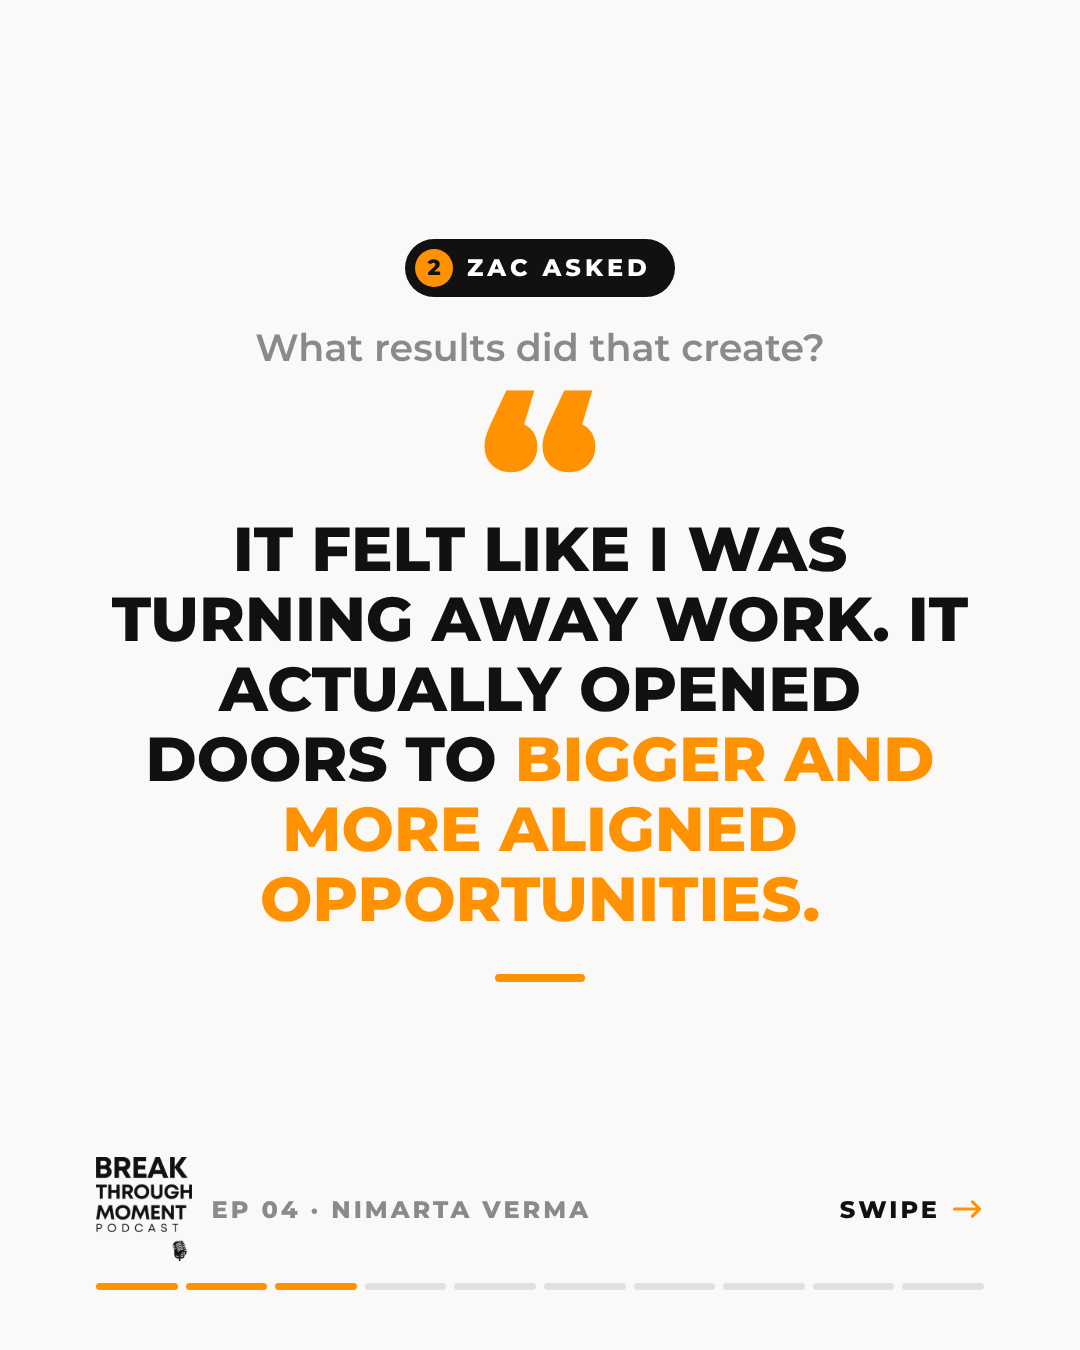 2 ZAC ASKED
What results did that create?
“
IT FELT LIKE I WAS
TURNING AWAY WORK. IT
ACTUALLY OPENED
DOORS TO BIGGER AND
MORE ALIGNED
OPPORTUNITIES.
BREAK
THROUGH
MOMENT
PODCAST
EP 04 · NIMARTA VERMA
SWIPE →